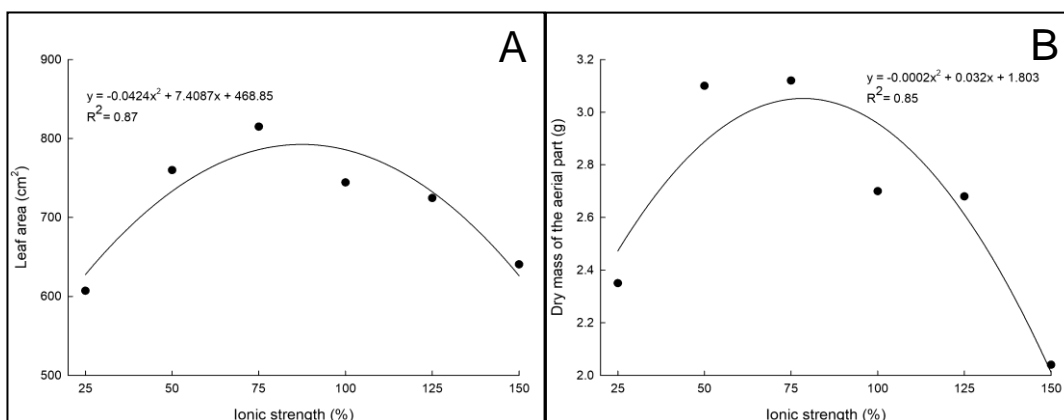 A
900
800
700
600
500
Leaf area (cm²)
y = -0.0424x² + 7.4087x + 468.85
R² = 0.87
25 50 75 100 125 150
Ionic strength (%)
B
3.2
3.0
2.8
2.6
2.4
2.2
2.0
Dry mass of the aerial part (g)
y = -0.0002x² + 0.032x + 1.803
R² = 0.85
25 50 75 100 125 150
Ionic strength (%)